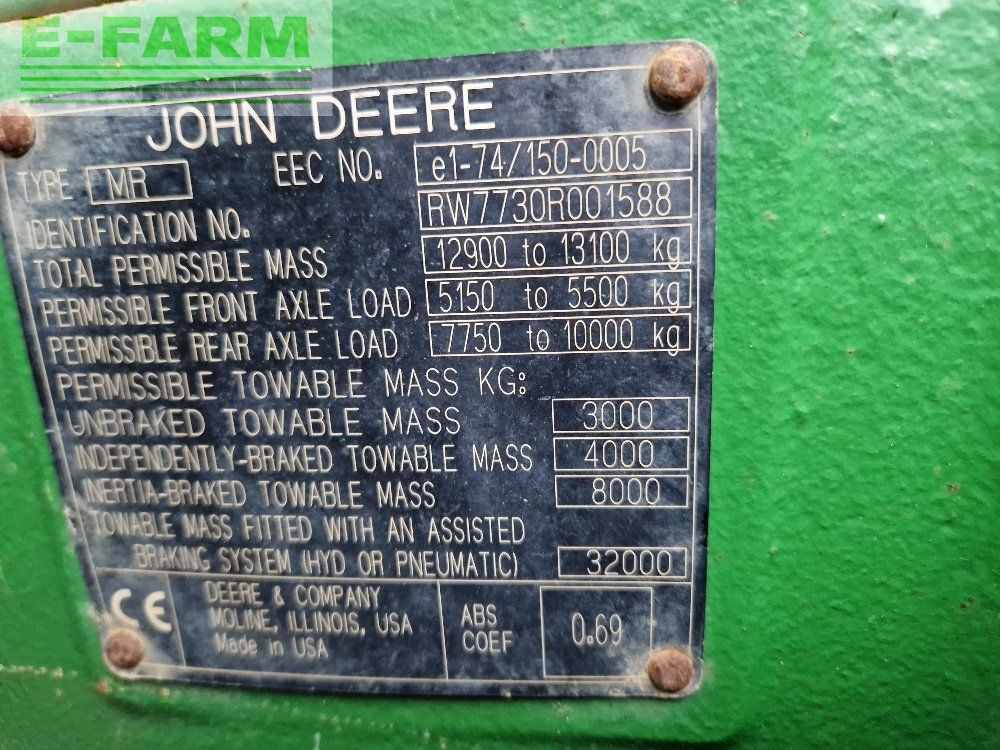 E-FARM
JOHN DEERE
TYPE MR EEC NO. e1-74/150-0005
IDENTIFICATION NO. RW7730R001588
TOTAL PERMISSIBLE MASS 12900 to 13100 kg
PERMISSIBLE FRONT AXLE LOAD 5150 to 5500 kg
PERMISSIBLE REAR AXLE LOAD 7750 to 10000 kg
PERMISSIBLE TOWABLE MASS KG:
UNBRAKED TOWABLE MASS 3000
INDEPENDENTLY-BRAKED TOWABLE MASS 4000
INERTIA-BRAKED TOWABLE MASS 8000
TOWABLE MASS FITTED WITH AN ASSISTED
BRAKING SYSTEM (HYD OR PNEUMATIC) 32000
CE
DEERE & COMPANY
MOLINE, ILLINOIS, USA
Made in USA
ABS
COEF
0.69